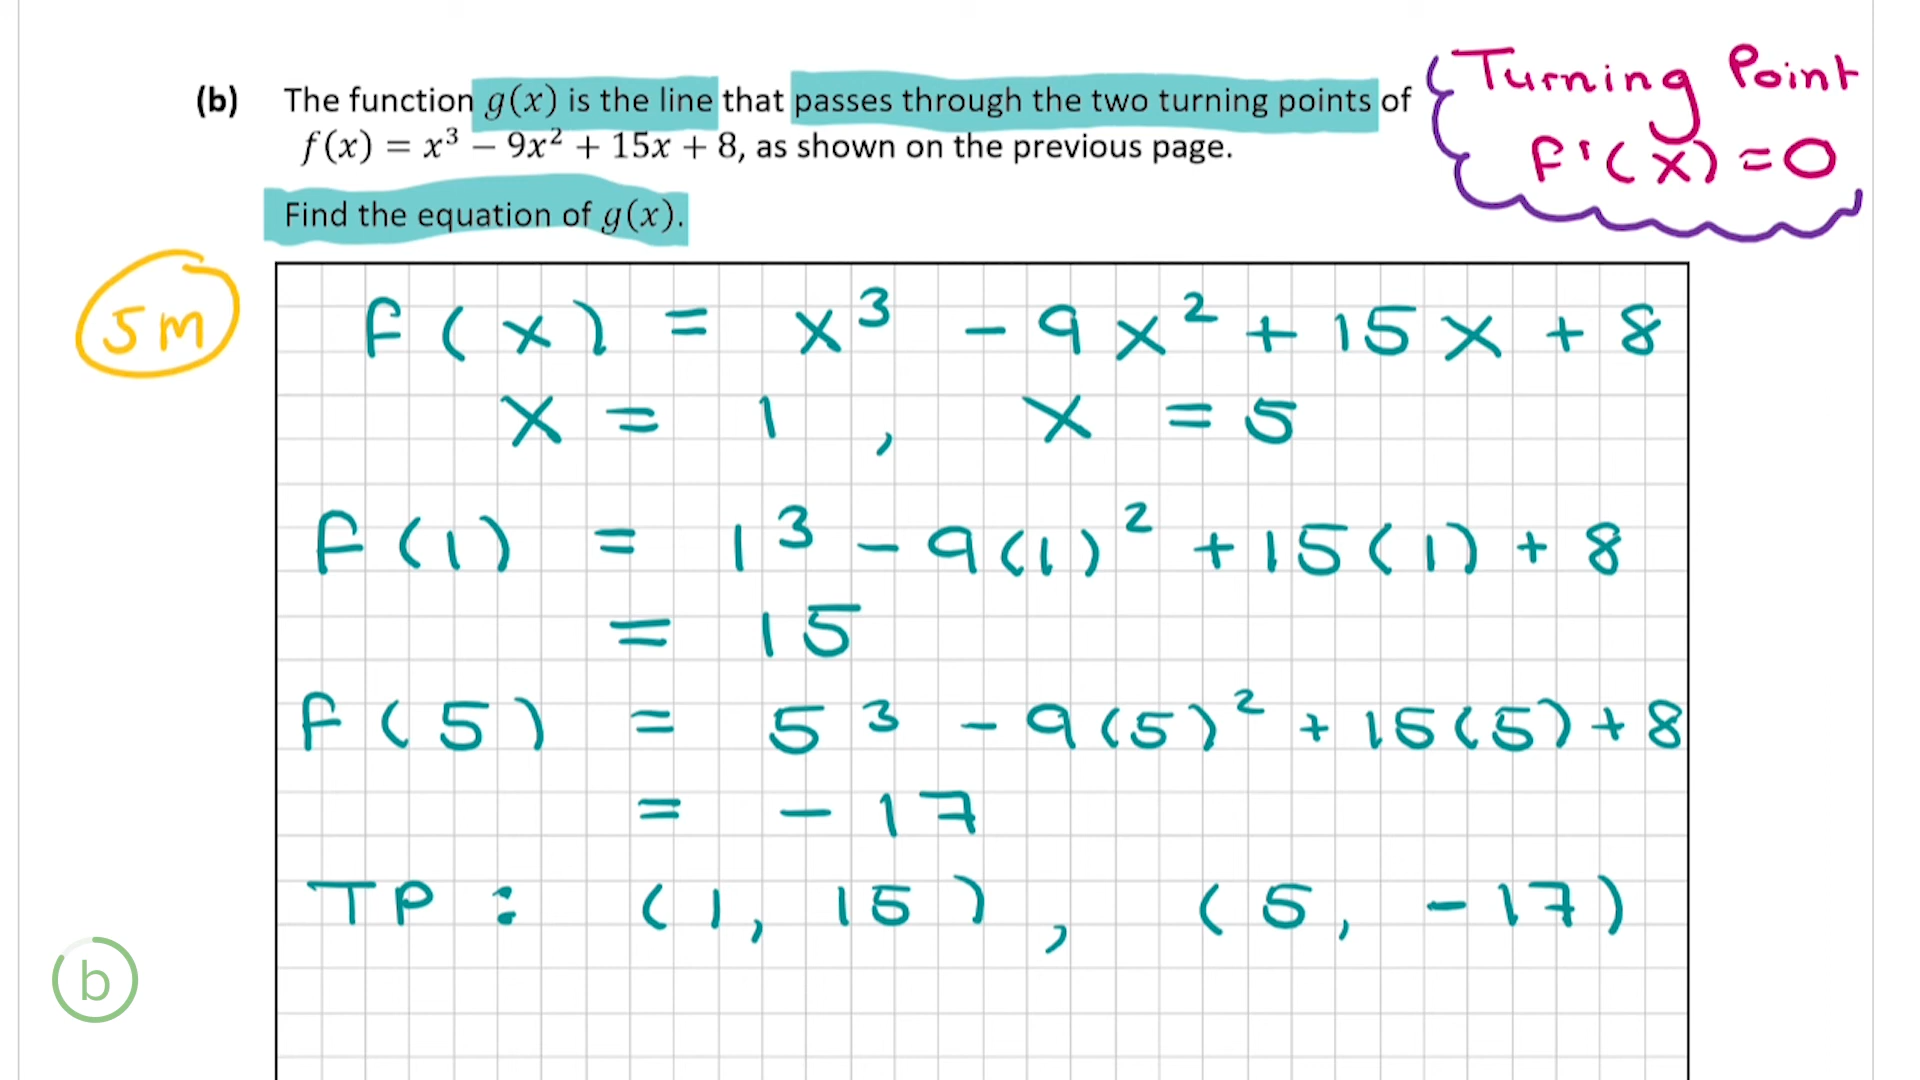 (b) The function g(x) is the line that passes through the two turning points of
f(x) = x³ − 9x² + 15x + 8, as shown on the previous page.
Find the equation of g(x).
Turning Point
f'(x) = 0
5m
f(x) = x³ - 9x² + 15x + 8
x = 1 , x = 5
f(1) = 1³ - 9(1)² + 15(1) + 8
= 15
f(5) = 5³ - 9(5)² + 15(5) + 8
= -17
TP : (1, 15) , (5, -17)
b